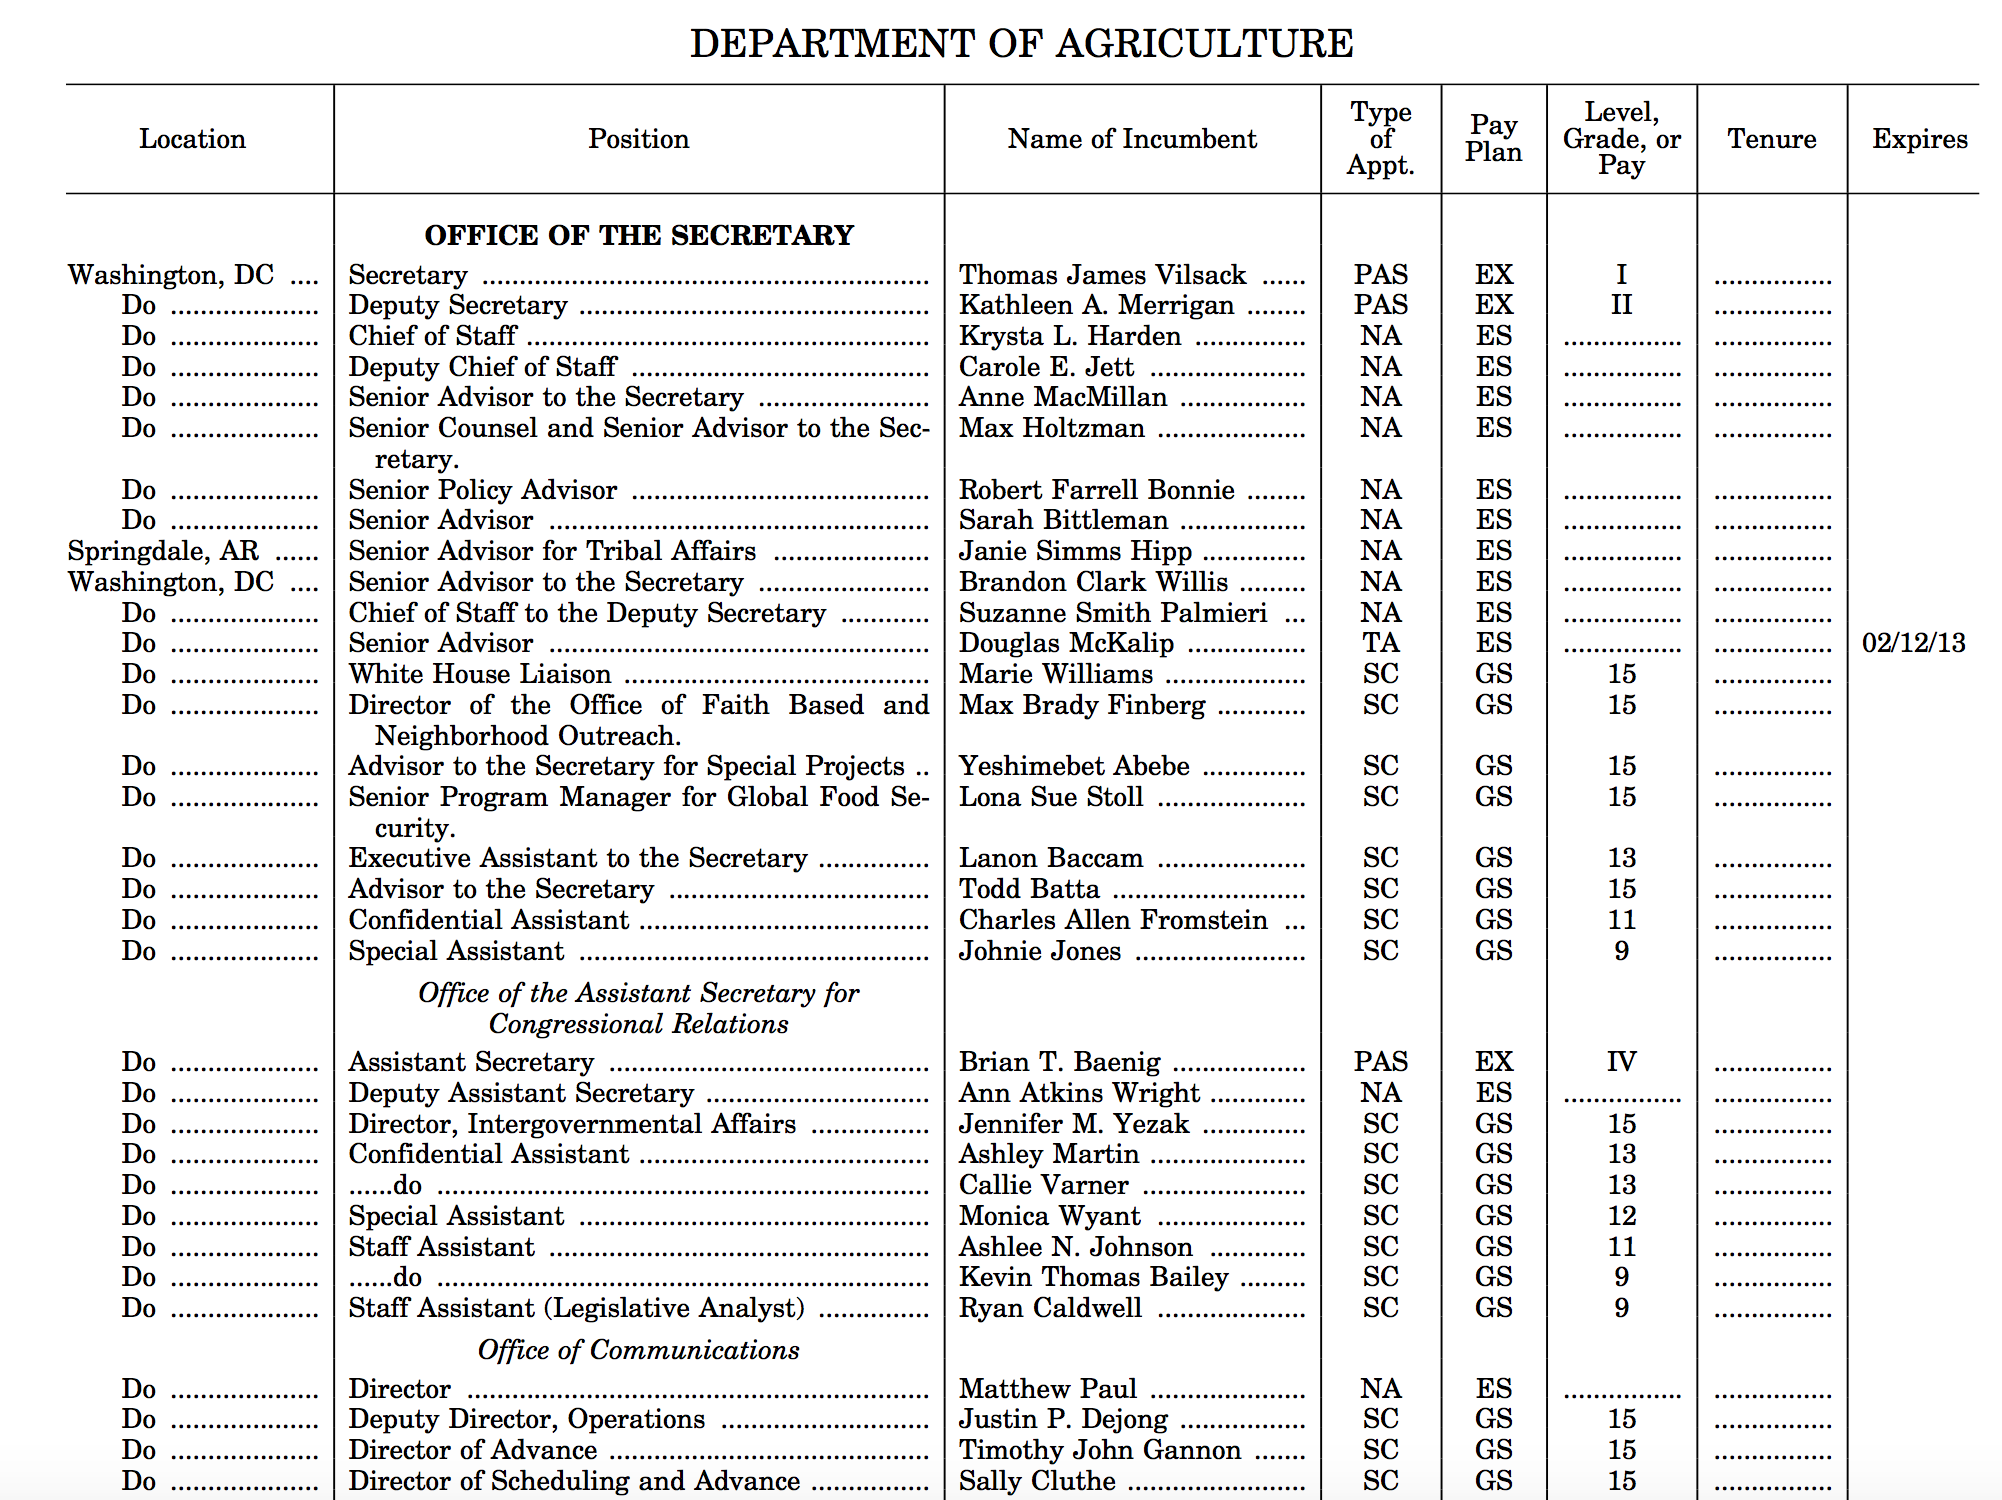 DEPARTMENT OF AGRICULTURE
Location Position Name of Incumbent Type of Appt. Pay Plan Level, Grade, or Pay Tenure Expires
OFFICE OF THE SECRETARY
Washington, DC .... Secretary ............ Thomas James Vilsack ...... PAS EX I ................
Do .................... Deputy Secretary ............ Kathleen A. Merrigan ........ PAS EX II ................
Do .................... Chief of Staff ............ Krysta L. Harden ............... NA ES ................ ................
Do .................... Deputy Chief of Staff ............ Carole E. Jett ..................... NA ES ................ ................
Do .................... Senior Advisor to the Secretary ............ Anne MacMillan ................. NA ES ................ ................
Do .................... Senior Counsel and Senior Advisor to the Sec- Max Holtzman .................... NA ES ................ ................
retary.
Do .................... Senior Policy Advisor ............ Robert Farrell Bonnie ........ NA ES ................ ................
Do .................... Senior Advisor ............ Sarah Bittleman ................. NA ES ................ ................
Springdale, AR ...... Senior Advisor for Tribal Affairs ............ Janie Simms Hipp .............. NA ES ................ ................
Washington, DC .... Senior Advisor to the Secretary ............ Brandon Clark Willis ......... NA ES ................ ................
Do .................... Chief of Staff to the Deputy Secretary ............ Suzanne Smith Palmieri ... NA ES ................ ................
Do .................... Senior Advisor ............ Douglas McKalip ................ TA ES ................ ................ 02/12/13
Do .................... White House Liaison ............ Marie Williams ................... SC GS 15 ................
Do .................... Director of the Office of Faith Based and Max Brady Finberg ............ SC GS 15 ................
Neighborhood Outreach.
Do .................... Advisor to the Secretary for Special Projects .. Yeshimebet Abebe .............. SC GS 15 ................
Do .................... Senior Program Manager for Global Food Se- Lona Sue Stoll .................... SC GS 15 ................
curity.
Do .................... Executive Assistant to the Secretary ............... Lanon Baccam .................... SC GS 13 ................
Do .................... Advisor to the Secretary ............ Todd Batta .......................... SC GS 15 ................
Do .................... Confidential Assistant ............ Charles Allen Fromstein ... SC GS 11 ................
Do .................... Special Assistant ............ Johnie Jones ....................... SC GS 9 ................
Office of the Assistant Secretary for
Congressional Relations
Do .................... Assistant Secretary ............ Brian T. Baenig .................. PAS EX IV ................
Do .................... Deputy Assistant Secretary ............ Ann Atkins Wright ............. NA ES ................ ................
Do .................... Director, Intergovernmental Affairs ............ Jennifer M. Yezak .............. SC GS 15 ................
Do .................... Confidential Assistant ............ Ashley Martin ..................... SC GS 13 ................
Do .................... ......do ............ Callie Varner ...................... SC GS 13 ................
Do .................... Special Assistant ............ Monica Wyant .................... SC GS 12 ................
Do .................... Staff Assistant ............ Ashlee N. Johnson ............. SC GS 11 ................
Do .................... ......do ............ Kevin Thomas Bailey ......... SC GS 9 ................
Do .................... Staff Assistant (Legislative Analyst) ............... Ryan Caldwell .................... SC GS 9 ................
Office of Communications
Do .................... Director ............ Matthew Paul ..................... NA ES ................ ................
Do .................... Deputy Director, Operations ............ Justin P. Dejong ................. SC GS 15 ................
Do .................... Director of Advance ............ Timothy John Gannon ....... SC GS 15 ................
Do .................... Director of Scheduling and Advance ............ Sally Cluthe ........................ SC GS 15 ................